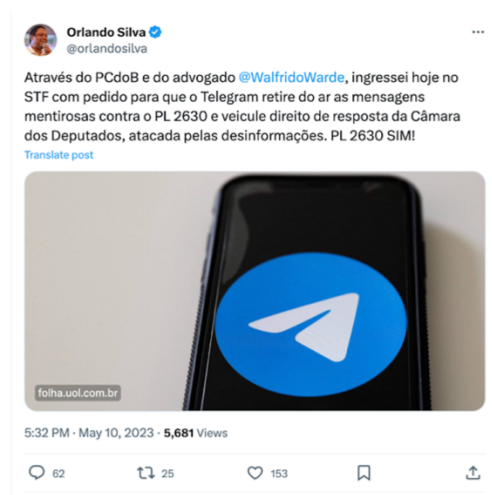 Orlando Silva
@orlandosilva
Através do PCdoB e do advogado @WalfridoWarde, ingressei hoje no
STF com pedido para que o Telegram retire do ar as mensagens
mentirosas contra o PL 2630 e veicule direito de resposta da Câmara
dos Deputados, atacada pelas desinformações. PL 2630 SIM!
Translate post
folha.uol.com.br
5:32 PM · May 10, 2023 · 5,681 Views
62 25 153